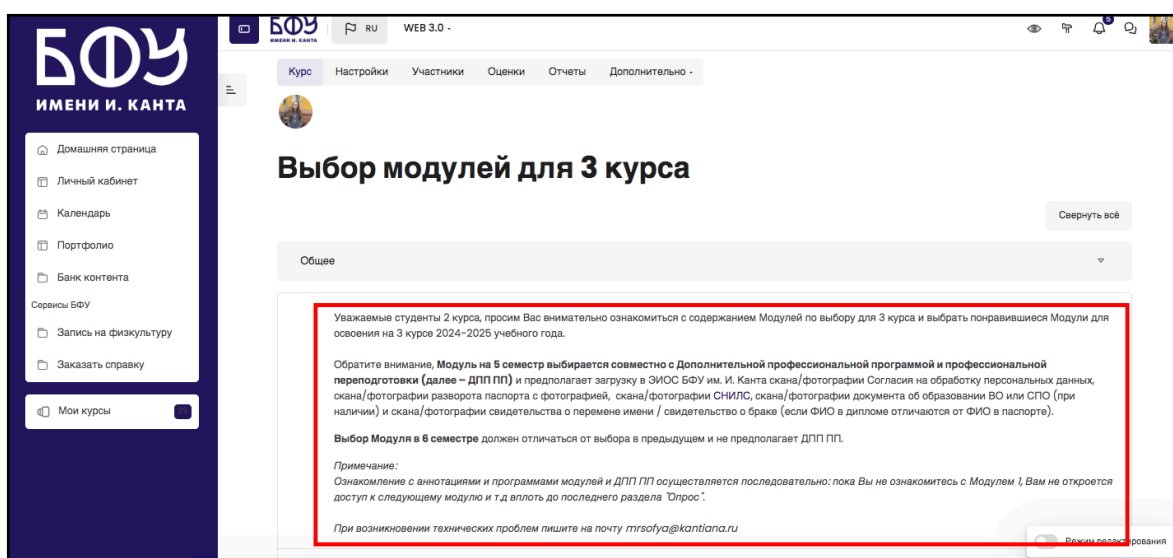 БФУ
ИМЕНИ И. КАНТА
Домашняя страница
Личный кабинет
Календарь
Портфолио
Банк контента
Сервисы БФУ
Запись на физкультуру
Заказать справку
Мои курсы
БФУ
ИМЕНИ И. КАНТА
RU
WEB 3.0
5
Курс Настройки Участники Оценки Отчеты Дополнительно
Выбор модулей для 3 курса
Свернуть всё
Общее
Уважаемые студенты 2 курса, просим Вас внимательно ознакомиться с содержанием Модулей по выбору для 3 курса и выбрать понравившиеся Модули для
освоения на 3 курсе 2024-2025 учебного года.
Обратите внимание, Модуль на 5 семестр выбирается совместно с Дополнительной профессиональной программой и профессиональной
переподготовки (далее – ДПП ПП) и предполагает загрузку в ЭИОС БФУ им. И. Канта скана/фотографии Согласия на обработку персональных данных,
скана/фотографии разворота паспорта с фотографией, скана/фотографии СНИЛС, скана/фотографии документа об образовании ВО или СПО (при
наличии) и скана/фотографии свидетельства о перемене имени / свидетельство о браке (если ФИО в дипломе отличаются от ФИО в паспорте).
Выбор Модуля в 6 семестре должен отличаться от выбора в предыдущем и не предполагает ДПП ПП.
Примечание:
Ознакомление с аннотациями и программами модулей и ДПП ПП осуществляется последовательно: пока Вы не ознакомитесь с Модулем 1, Вам не откроется
доступ к следующему модулю и т.д вплоть до последнего раздела "Опрос".
При возникновении технических проблем пишите на почту mrsofya@kantiana.ru
Режим редактирования